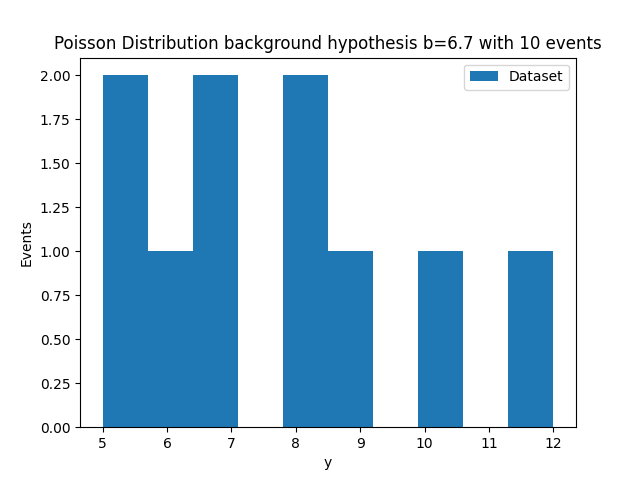 Poisson Distribution background hypothesis b=6.7 with 10 events
Dataset
2.00
1.75
1.50
1.25
1.00
0.75
0.50
0.25
0.00
Events
5 6 7 8 9 10 11 12
y